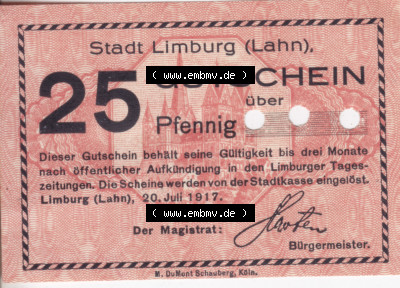 Stadt Limburg (Lahn),
( www.embmv.de )
25 GUTSCHEIN
über
Pfennig
Dieser Gutschein behält seine Gültigkeit bis drei Monate
nach öffentlicher Aufkündigung in den Limburger Tages-
zeitungen. Die Scheine werden von der Stadtkasse eingelöst.
Limburg (Lahn), 20. Juli 1917.
( www.embmv.de )
Der Magistrat:
Bürgermeister.
M. DuMont Schauberg, Köln.